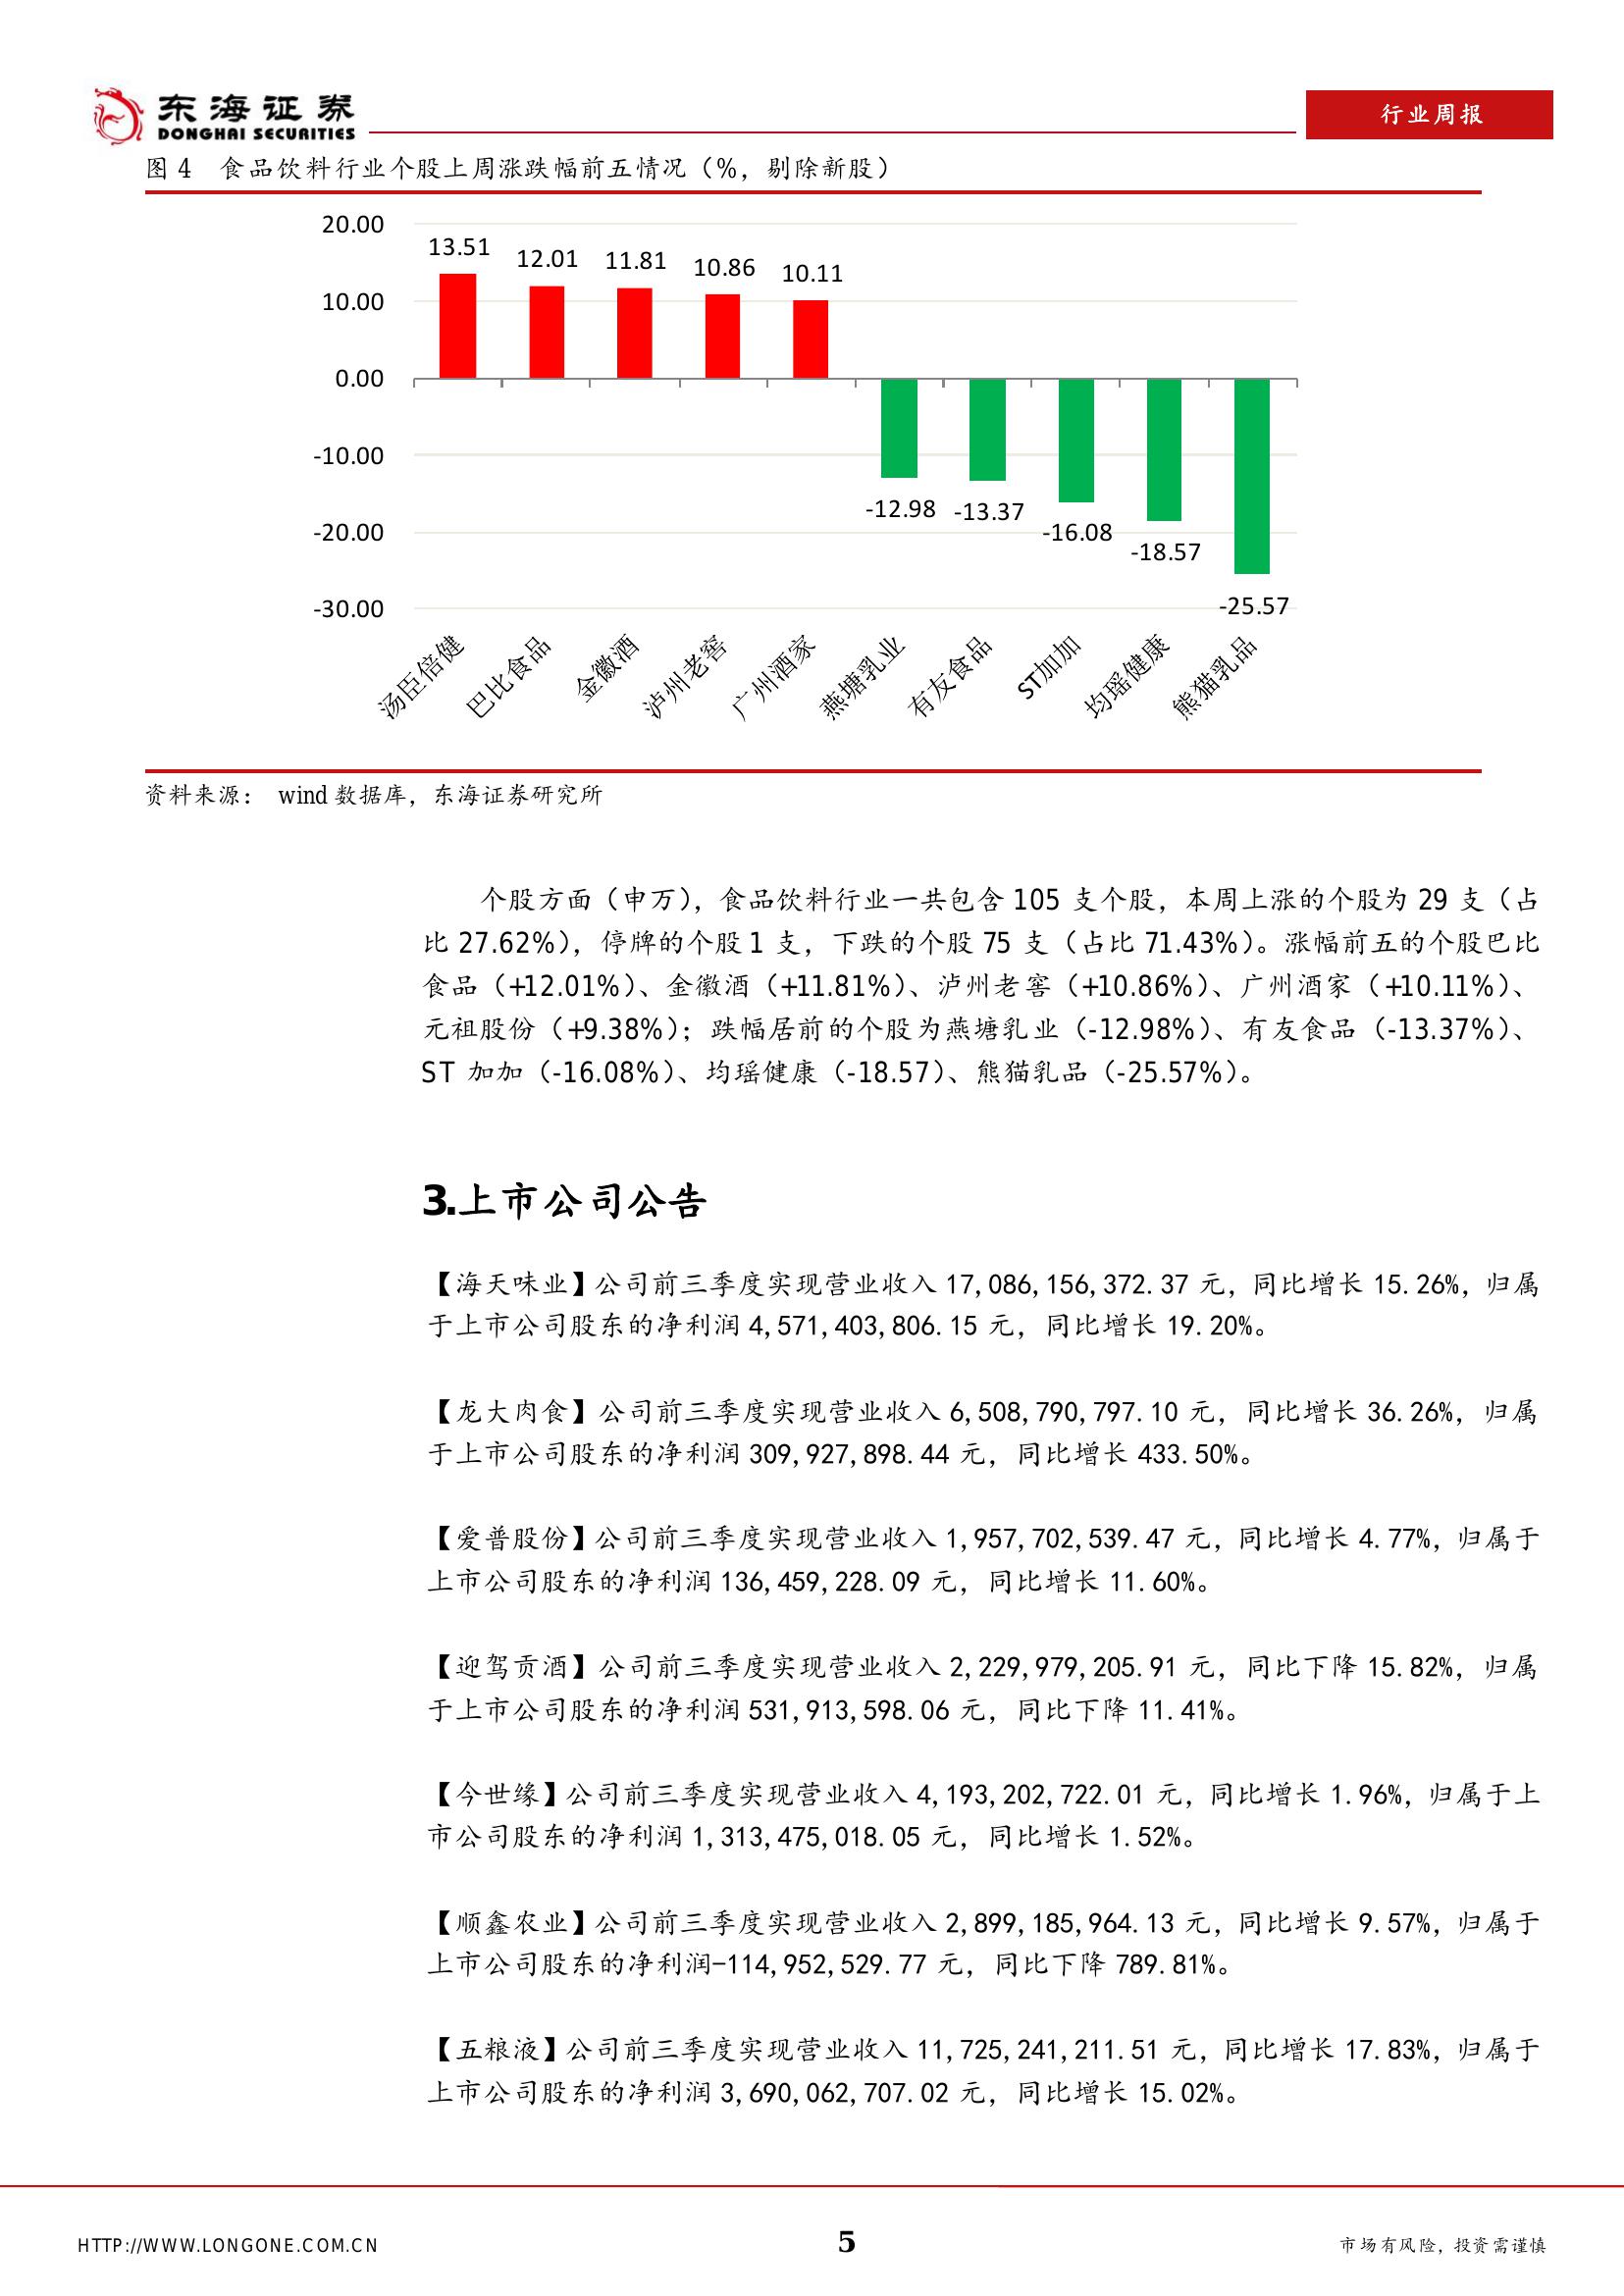 东海证券
DONGHAI SECURITIES
行业周报
图 4 食品饮料行业个股上周涨跌幅前五情况（%，剔除新股）
20.00
10.00
0.00
-10.00
-20.00
-30.00
13.51
12.01
11.81
10.86
10.11
-12.98
-13.37
-16.08
-18.57
-25.57
汤臣倍健
巴比食品
金徽酒
泸州老窖
广州酒家
燕塘乳业
有友食品
ST加加
均瑶健康
熊猫乳品
资料来源： wind 数据库，东海证券研究所
个股方面（申万），食品饮料行业一共包含 105 支个股，本周上涨的个股为 29 支（占
比 27.62%），停牌的个股 1 支，下跌的个股 75 支（占比 71.43%）。涨幅前五的个股巴比
食品（+12.01%）、金徽酒（+11.81%）、泸州老窖（+10.86%）、广州酒家（+10.11%）、
元祖股份（+9.38%）；跌幅居前的个股为燕塘乳业（-12.98%）、有友食品（-13.37%）、
ST 加加（-16.08%）、均瑶健康（-18.57）、熊猫乳品（-25.57%）。
3.上市公司公告
【海天味业】公司前三季度实现营业收入 17,086,156,372.37 元，同比增长 15.26%，归属
于上市公司股东的净利润 4,571,403,806.15 元，同比增长 19.20%。
【龙大肉食】公司前三季度实现营业收入 6,508,790,797.10 元，同比增长 36.26%，归属
于上市公司股东的净利润 309,927,898.44 元，同比增长 433.50%。
【爱普股份】公司前三季度实现营业收入 1,957,702,539.47 元，同比增长 4.77%，归属于
上市公司股东的净利润 136,459,228.09 元，同比增长 11.60%。
【迎驾贡酒】公司前三季度实现营业收入 2,229,979,205.91 元，同比下降 15.82%，归属
于上市公司股东的净利润 531,913,598.06 元，同比下降 11.41%。
【今世缘】公司前三季度实现营业收入 4,193,202,722.01 元，同比增长 1.96%，归属于上
市公司股东的净利润 1,313,475,018.05 元，同比增长 1.52%。
【顺鑫农业】公司前三季度实现营业收入 2,899,185,964.13 元，同比增长 9.57%，归属于
上市公司股东的净利润-114,952,529.77 元，同比下降 789.81%。
【五粮液】公司前三季度实现营业收入 11,725,241,211.51 元，同比增长 17.83%，归属于
上市公司股东的净利润 3,690,062,707.02 元，同比增长 15.02%。
HTTP://WWW.LONGONE.COM.CN
5
市场有风险，投资需谨慎